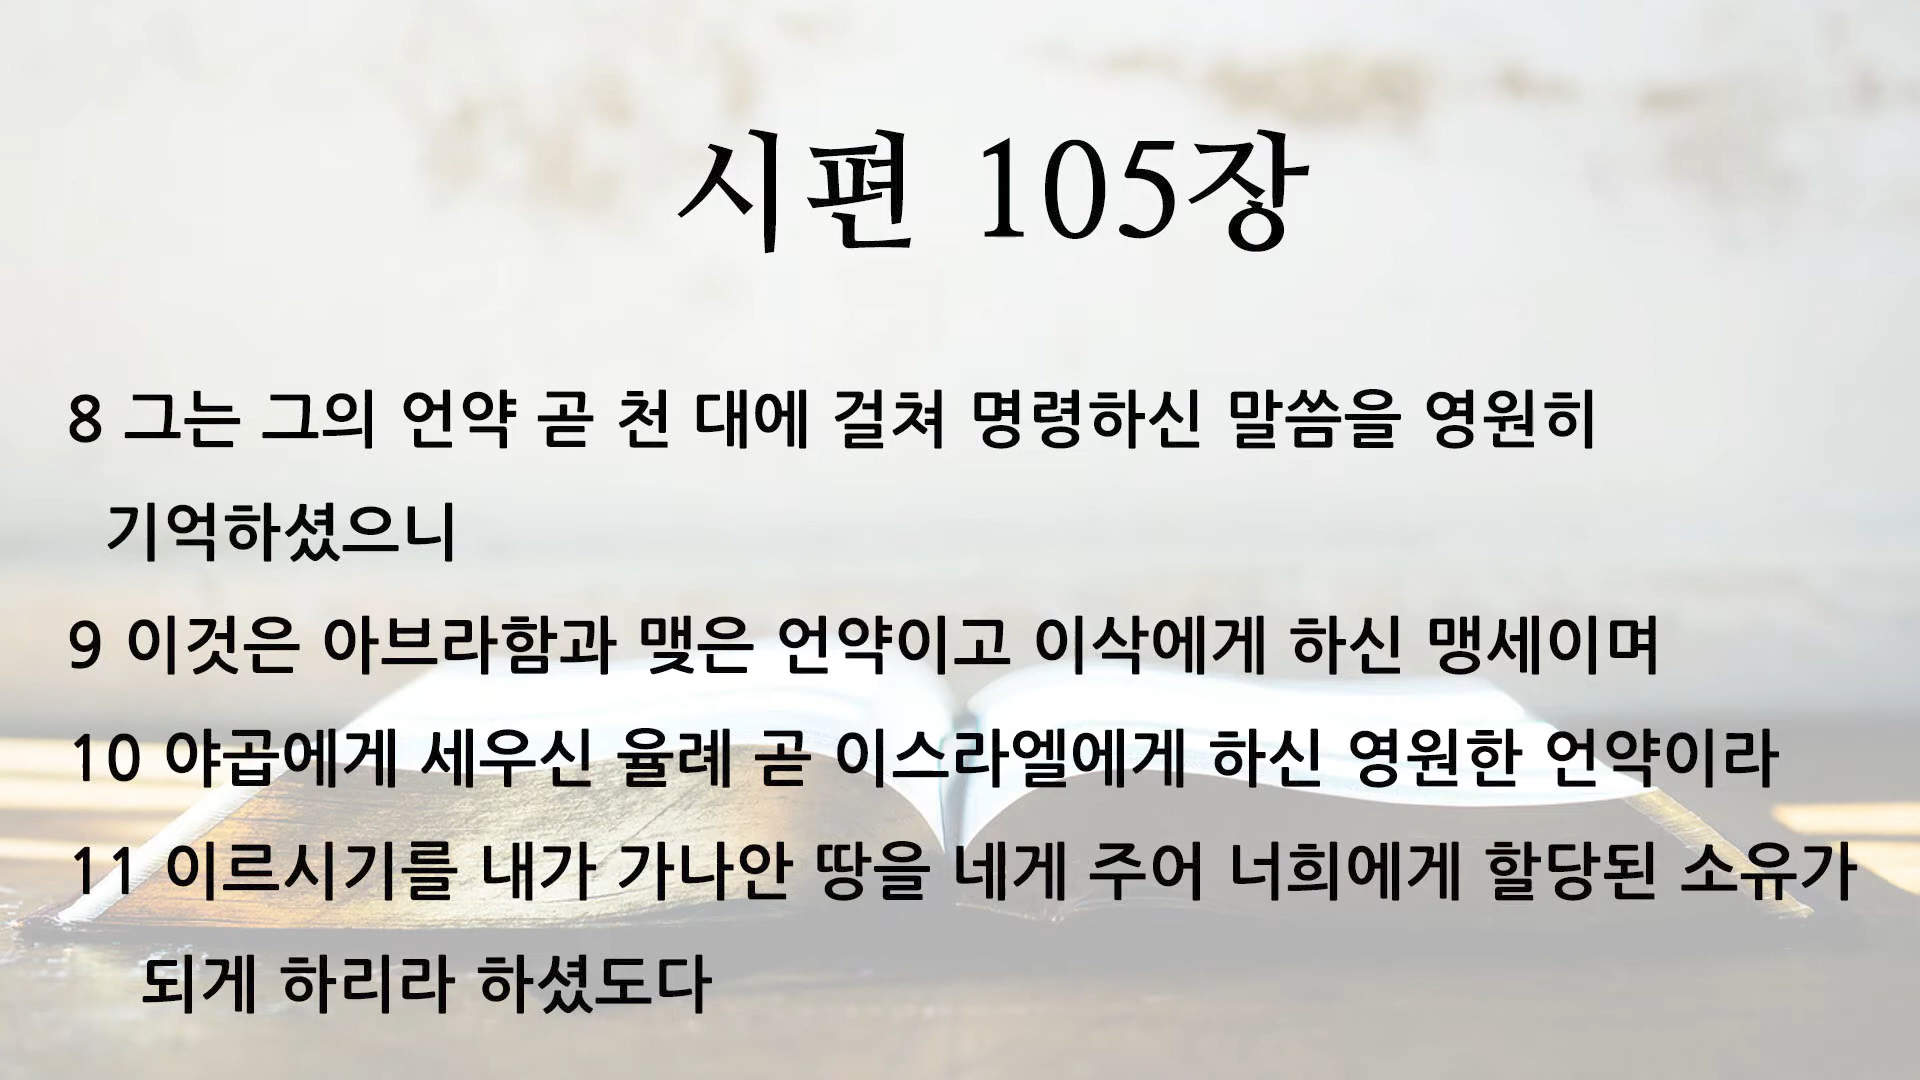 시편 105장
8 그는 그의 언약 곧 천 대에 걸쳐 명령하신 말씀을 영원히
기억하셨으니
9 이것은 아브라함과 맺은 언약이고 이삭에게 하신 맹세이며
10 야곱에게 세우신 율례 곧 이스라엘에게 하신 영원한 언약이라
11 이르시기를 내가 가나안 땅을 네게 주어 너희에게 할당된 소유가
되게 하리라 하셨도다